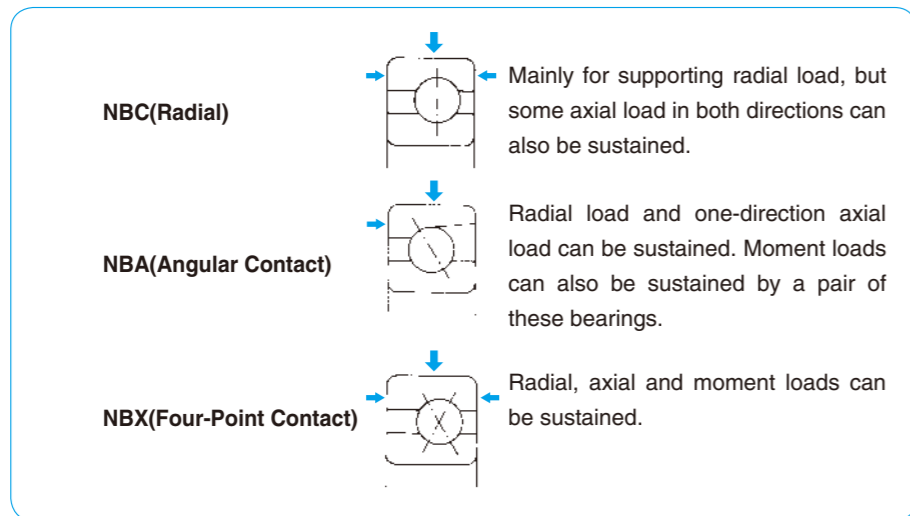 NBC(Radial)
Mainly for supporting radial load, but
some axial load in both directions can
also be sustained.
NBA(Angular Contact)
Radial load and one-direction axial
load can be sustained. Moment loads
can also be sustained by a pair of
these bearings.
NBX(Four-Point Contact)
Radial, axial and moment loads can
be sustained.